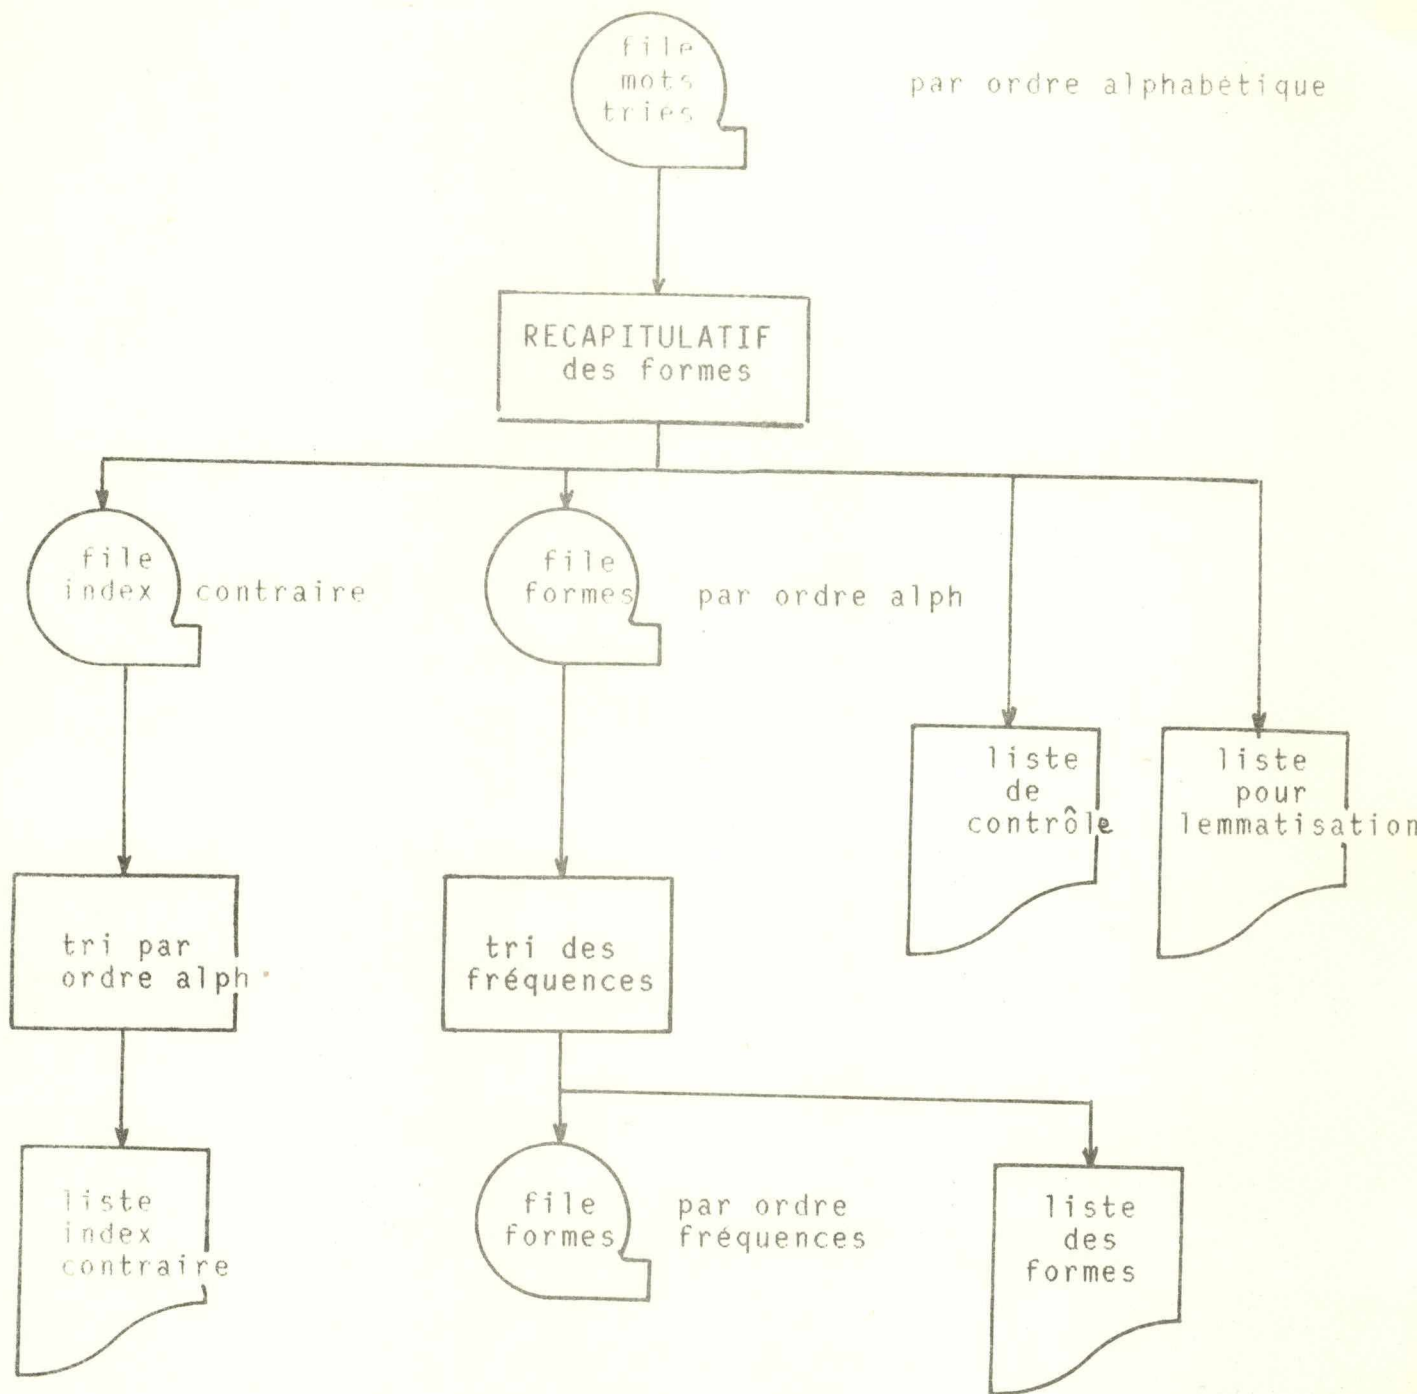 file
mots
triés
par ordre alphabétique
RECAPITULATIF
des formes
file
index contraire
file
formes par ordre alph
liste
de
contrôle
liste
pour
lemmatisation
tri par
ordre alph
tri des
fréquences
liste
index
contraire
file
formes
par ordre
fréquences
liste
des
formes